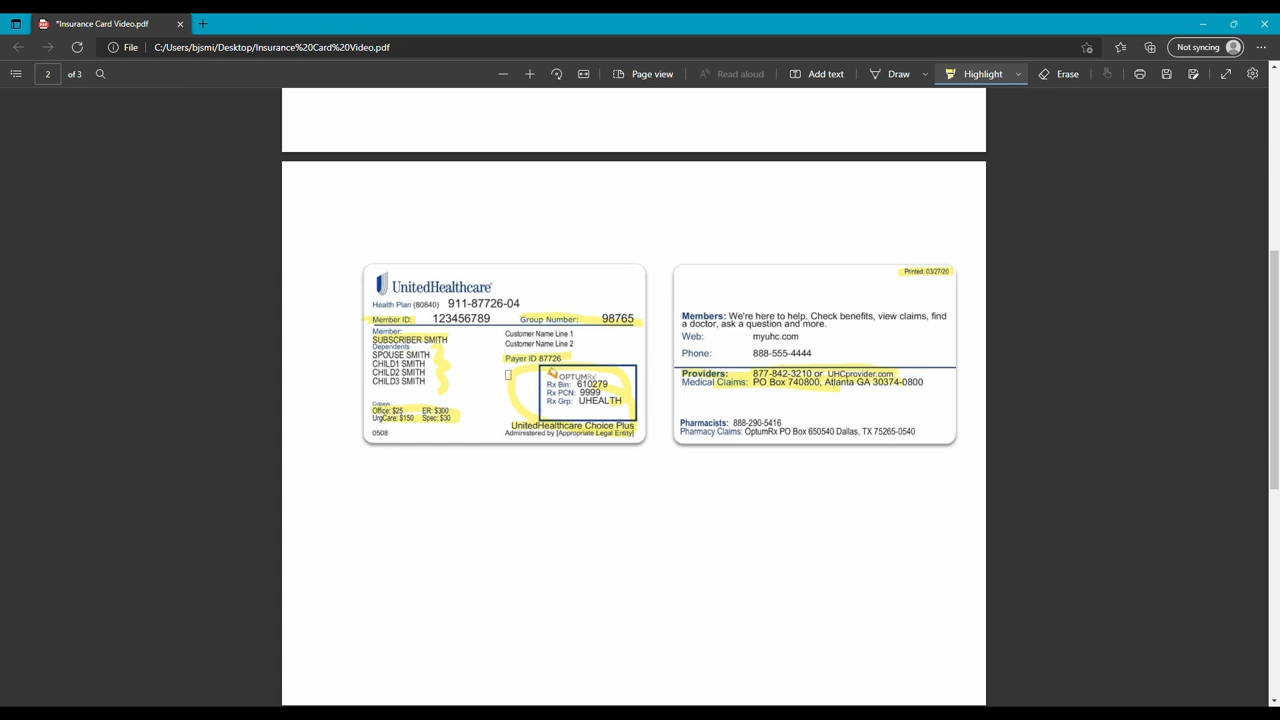 *Insurance Card Video.pdf
File
C:/Users/bjsmi/Desktop/Insurance%20Card%20Video.pdf
Not syncing
2 of 3
Page view
Read aloud
Add text
Draw
Highlight
Erase
UnitedHealthcare
Health Plan (80840) 911-87726-04
Member ID: 123456789 Group Number: 98765
Member:
SUBSCRIBER SMITH
Dependents
SPOUSE SMITH
CHILD1 SMITH
CHILD2 SMITH
CHILD3 SMITH
Customer Name Line 1
Customer Name Line 2
Payer ID 87726
OPTUMRx
Rx Bin: 610279
Rx PCN: 9999
Rx Grp: UHEALTH
Copays:
Office: $25 ER: $300
UrgCare: $150 Spec: $30
UnitedHealthcare Choice Plus
0508
Administered by [Appropriate Legal Entity]
Printed: 03/27/20
Members: We're here to help. Check benefits, view claims, find
a doctor, ask a question and more.
Web: myuhc.com
Phone: 888-555-4444
Providers: 877-842-3210 or UHCprovider.com
Medical Claims: PO Box 740800, Atlanta GA 30374-0800
Pharmacists: 888-290-5416
Pharmacy Claims: OptumRx PO Box 650540 Dallas, TX 75265-0540